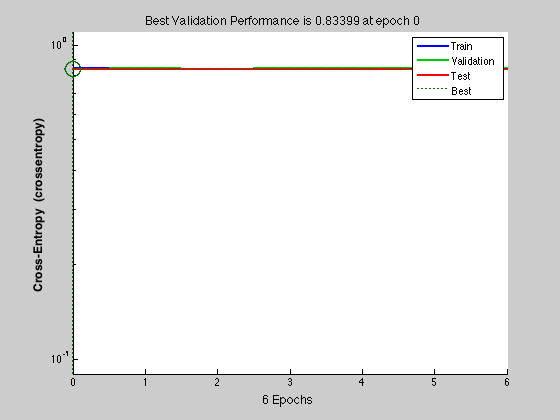 Best Validation Performance is 0.83399 at epoch 0
10^0
Train
Validation
Test
Best
Cross-Entropy (crossentropy)
10^-1
0 1 2 3 4 5 6
6 Epochs